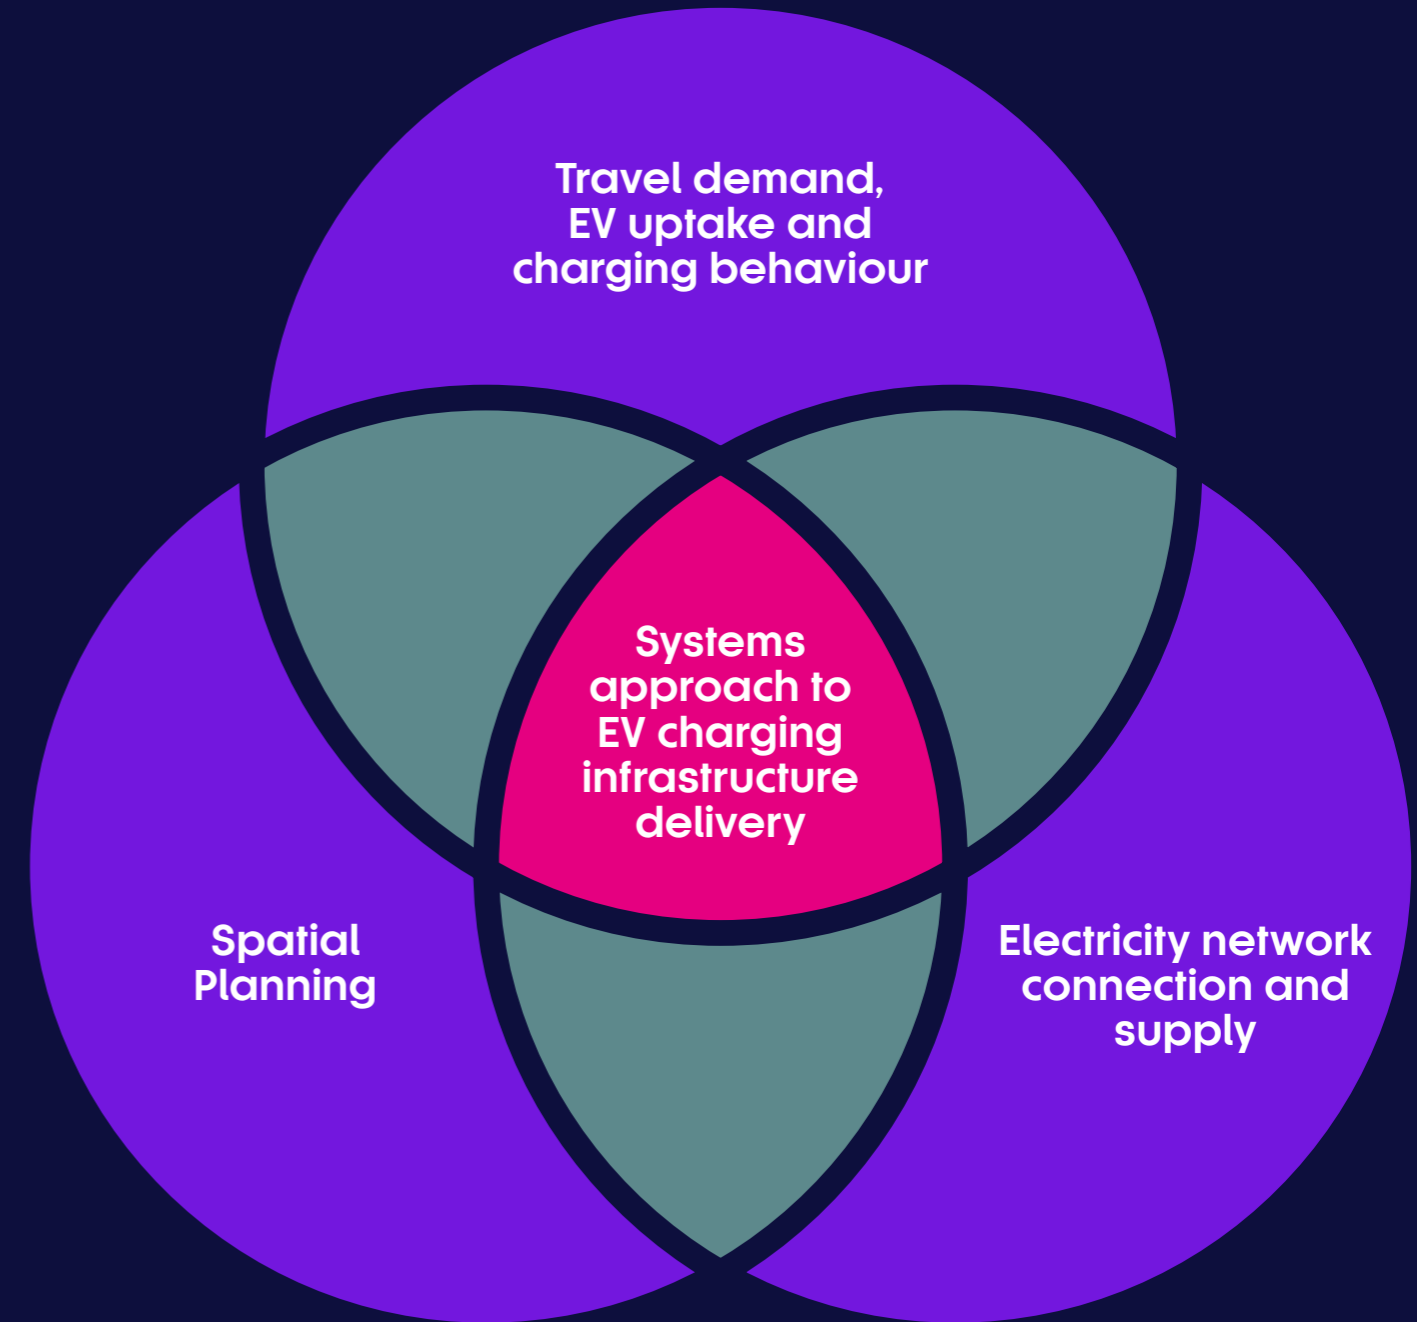 Travel demand,
EV uptake and
charging behaviour
Systems
approach to
EV charging
infrastructure
delivery
Spatial
Planning
Electricity network
connection and
supply